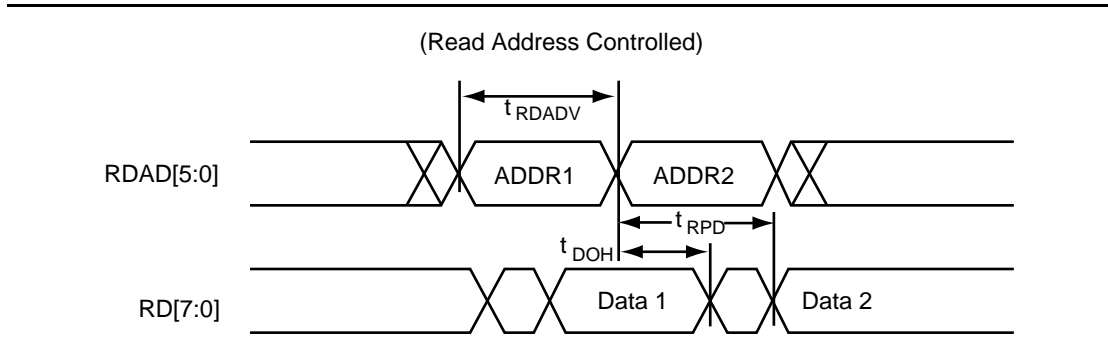 (Read Address Controlled)
t RDADV
RDAD[5:0]
ADDR1
ADDR2
t RPD
t DOH
RD[7:0]
Data 1
Data 2